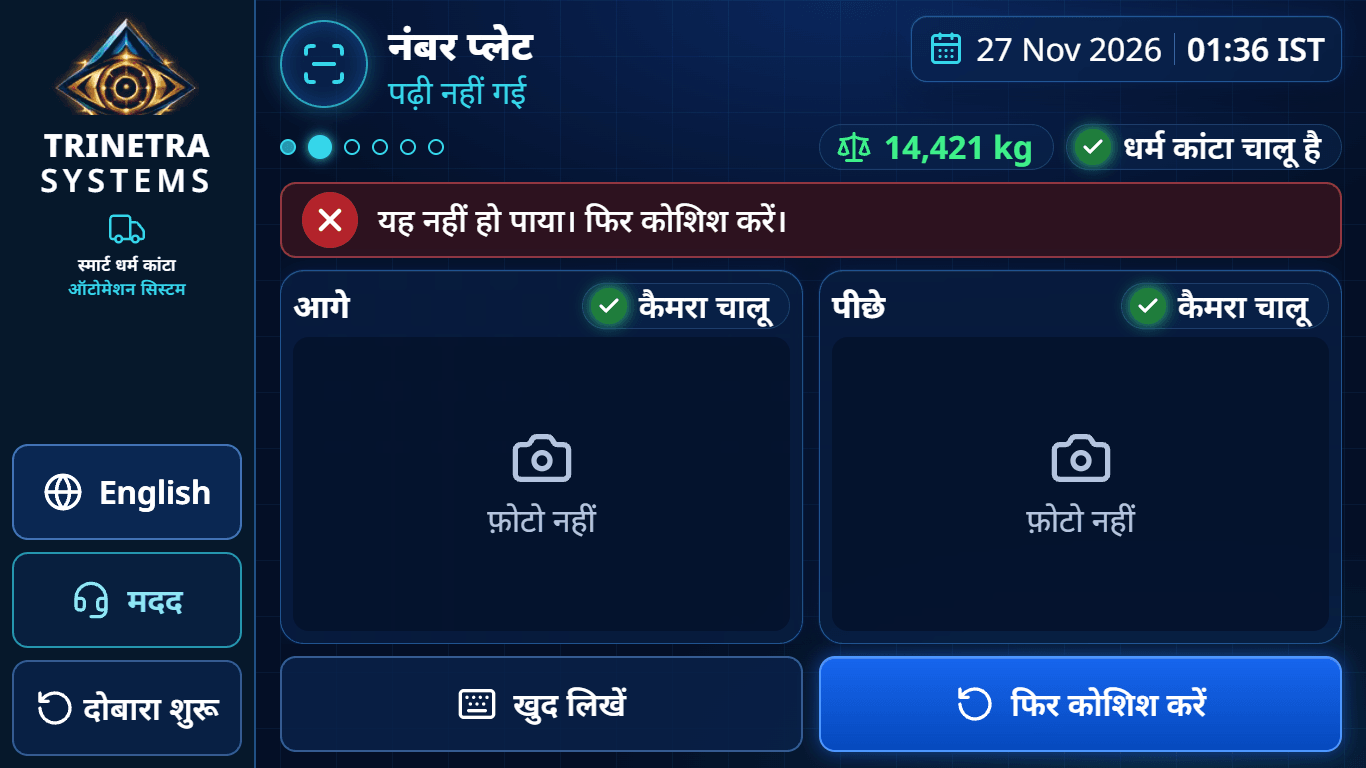 TRINETRA
SYSTEMS
स्मार्ट धर्म कांटा
ऑटोमेशन सिस्टम
English
मदद
दोबारा शुरू
नंबर प्लेट
पढ़ी नहीं गई
27 Nov 2026
01:36 IST
14,421 kg
धर्म कांटा चालू है
यह नहीं हो पाया। फिर कोशिश करें।
आगे
कैमरा चालू
फ़ोटो नहीं
पीछे
कैमरा चालू
फ़ोटो नहीं
खुद लिखें
फिर कोशिश करें